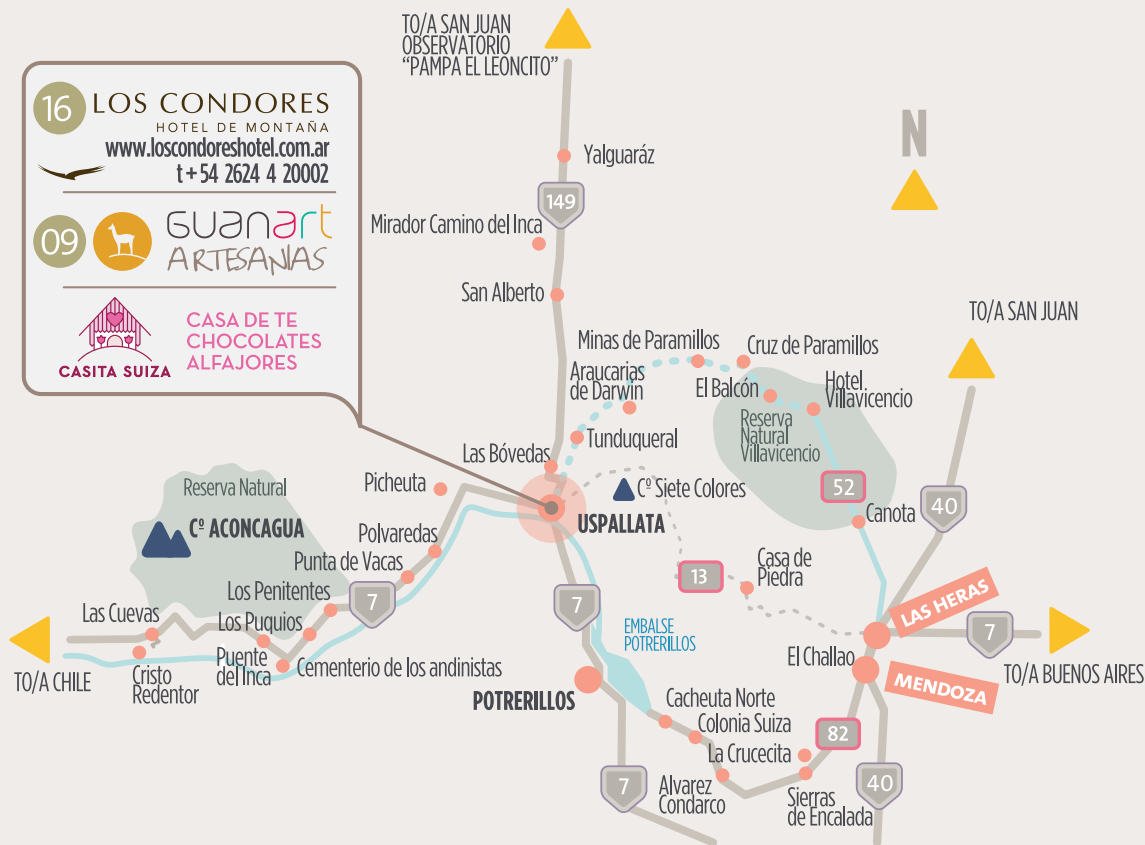 TO/A SAN JUAN
OBSERVATORIO
“PAMPA EL LEONCITO”
16 LOS CONDORES
HOTEL DE MONTAÑA
www.loscondoreshotel.com.ar
t + 54 2624 4 20002
09 GUANART
ARTESANÍAS
CASITA SUIZA
CASA DE TE
CHOCOLATES
ALFAJORES
N
Yalguaráz
149
Mirador Camino del Inca
San Alberto
TO/A SAN JUAN
Minas de Paramillos
Cruz de Paramillos
Araucarias
de Darwin
El Balcón
Hotel
Villavicencio
Reserva
Natural
Villavicencio
Tunduqueral
Las Bóvedas
Picheuta
Cº Siete Colores
52
40
Canota
Reserva Natural
Cº ACONCAGUA
USPALLATA
Polvaredas
Punta de Vacas
Casa de
Piedra
13
Los Penitentes
7
7
Las Cuevas
Los Puquios
LAS HERAS
7
EMBALSE
POTRERILLOS
El Challao
TO/A CHILE
Cristo
Redentor
Puente
del Inca
Cementerio de los andinistas
TO/A BUENOS AIRES
MENDOZA
POTRERILLOS
Cacheuta Norte
Colonia Suiza
82
La Crucecita
7
Alvarez
Condarco
Sierras
de Encalada
40